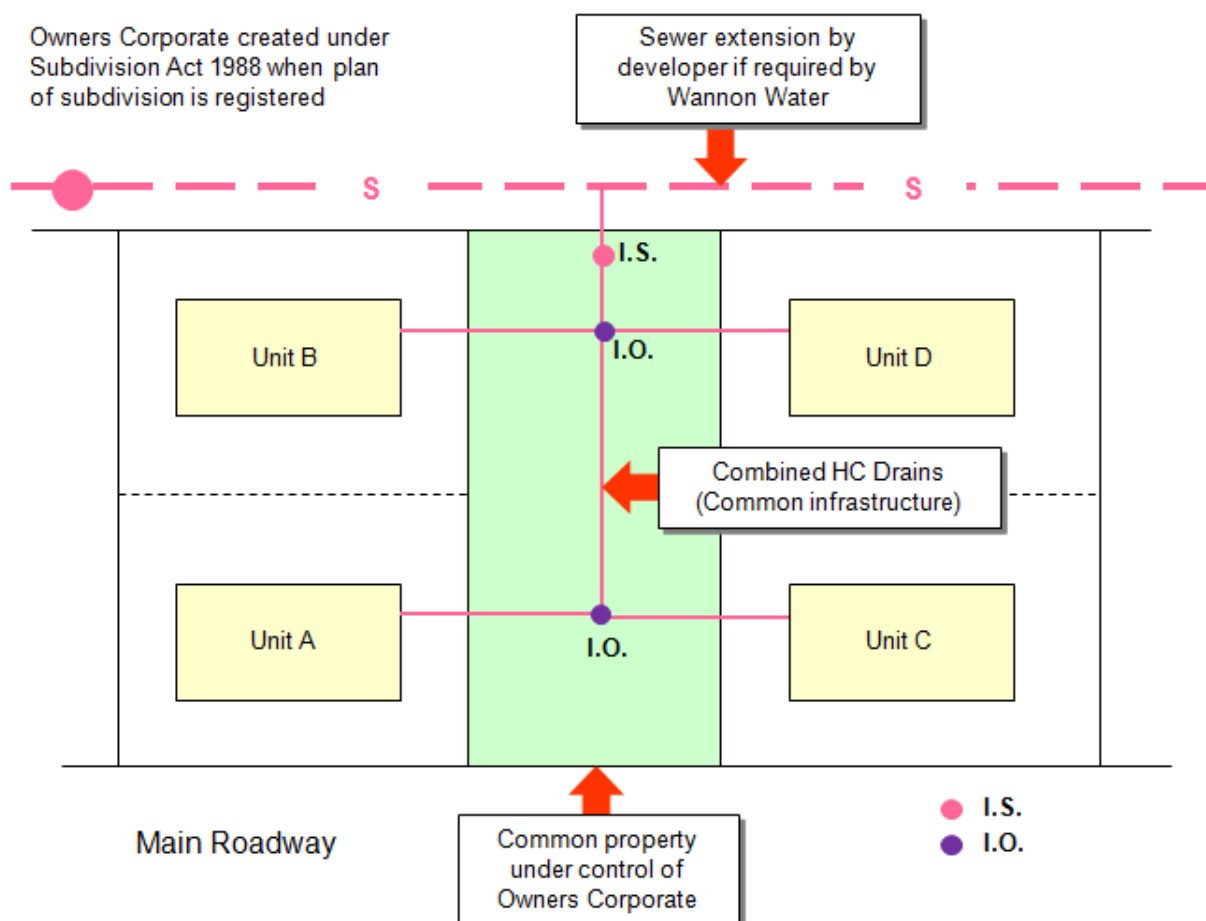 Owners Corporate created under
Subdivision Act 1988 when plan
of subdivision is registered
Sewer extension by
developer if required by
Wannon Water
S
S
I.S.
Unit B
I.O.
Unit D
Combined HC Drains
(Common infrastructure)
Unit A
I.O.
Unit C
Main Roadway
Common property
under control of
Owners Corporate
I.S.
I.O.